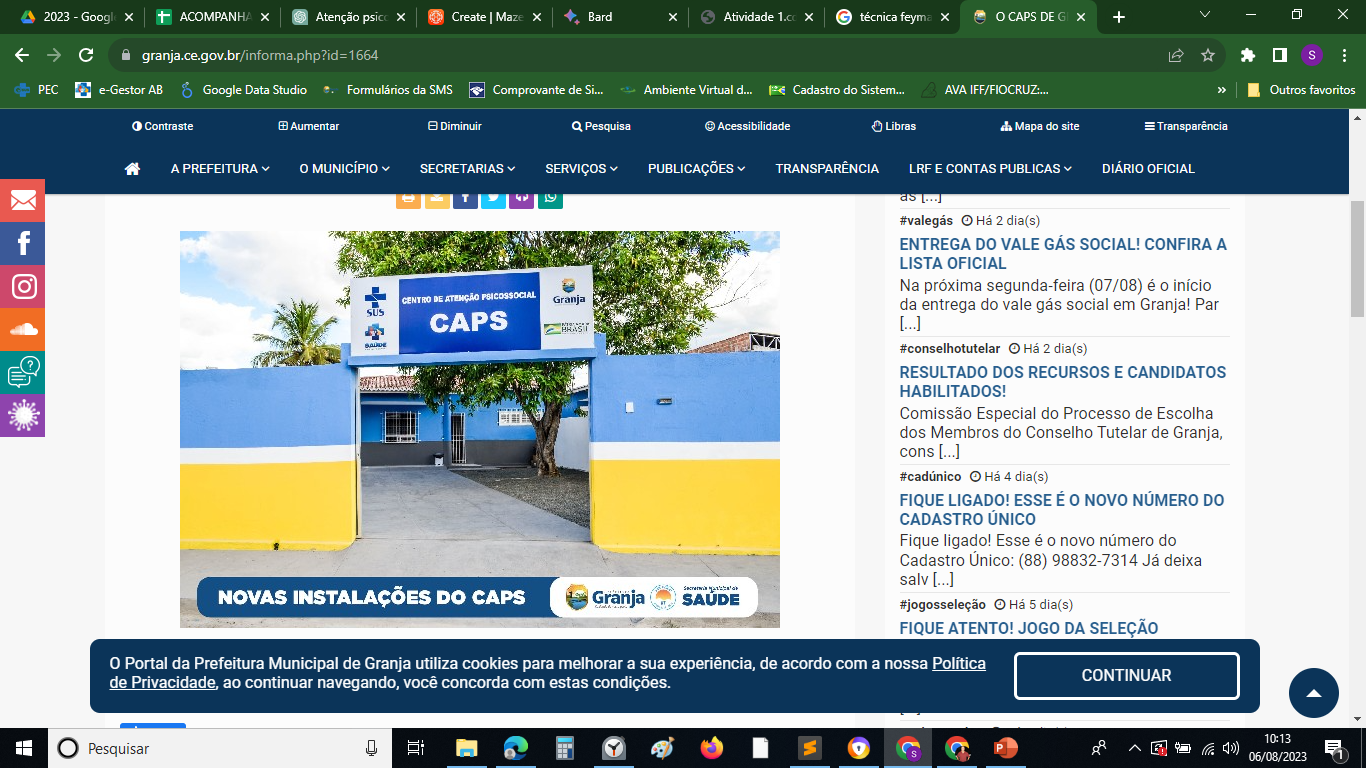 2023 - Googl
ACOMPANHA
Atenção psico
Create | Maze
Bard
Atividade 1.co
técnica feyma
O CAPS DE GR
granja.ce.gov.br/informa.php?id=1664
S
PEC
e-Gestor AB
Google Data Studio
Formulários da SMS
Comprovante de Si...
Ambiente Virtual d...
Cadastro do Sistem...
AVA IFF/FIOCRUZ:...
»
Outros favoritos
Contraste
Aumentar
Diminuir
Pesquisa
Acessibilidade
Libras
Mapa do site
Transparência
A PREFEITURA
O MUNICÍPIO
SECRETARIAS
SERVIÇOS
PUBLICAÇÕES
TRANSPARÊNCIA
LRF E CONTAS PUBLICAS
DIÁRIO OFICIAL
CENTRO DE ATENÇÃO PSICOSSOCIAL
CAPS
SUS
SAÚDE
Granja
BRASIL
NOVAS INSTALAÇÕES DO CAPS
Granja
Secretaria Municipal de
SAÚDE
as [...]
#valegás Há 2 dia(s)
ENTREGA DO VALE GÁS SOCIAL! CONFIRA A
LISTA OFICIAL
Na próxima segunda-feira (07/08) é o início
da entrega do vale gás social em Granja! Par
[...]
#conselhotutelar Há 2 dia(s)
RESULTADO DOS RECURSOS E CANDIDATOS
HABILITADOS!
Comissão Especial do Processo de Escolha
dos Membros do Conselho Tutelar de Granja,
cons [...]
#cadúnico Há 4 dia(s)
FIQUE LIGADO! ESSE É O NOVO NÚMERO DO
CADASTRO ÚNICO
Fique ligado! Esse é o novo número do
Cadastro Único: (88) 98832-7314 Já deixa
salv [...]
#jogosseleção Há 5 dia(s)
FIQUE ATENTO! JOGO DA SELEÇÃO
O Portal da Prefeitura Municipal de Granja utiliza cookies para melhorar a sua experiência, de acordo com a nossa Política
de Privacidade, ao continuar navegando, você concorda com estas condições.
CONTINUAR
Pesquisar
10:13
06/08/2023
1